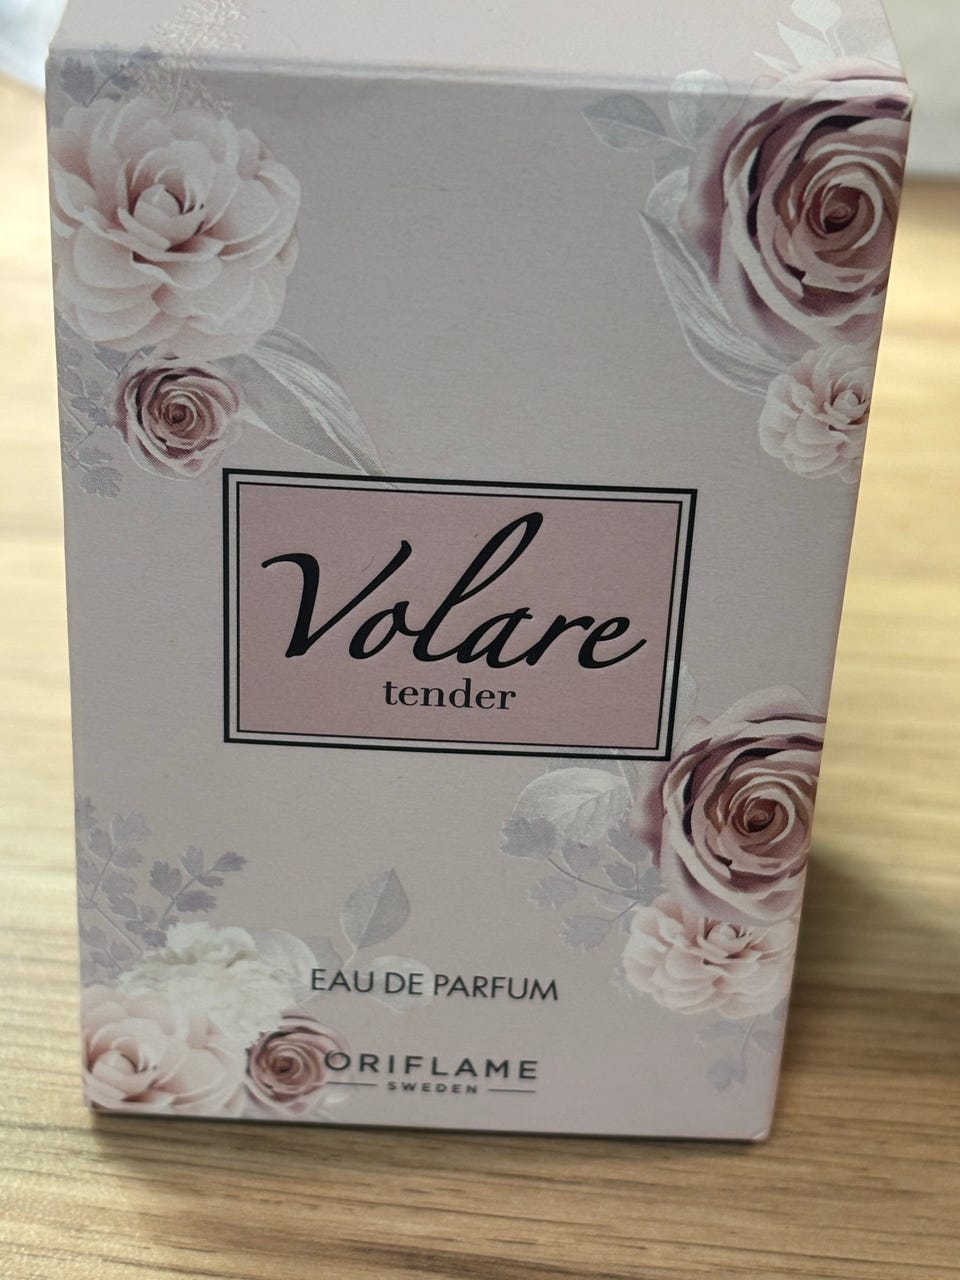 Volare
tender
EAU DE PARFUM
ORIFLAME
SWEDEN